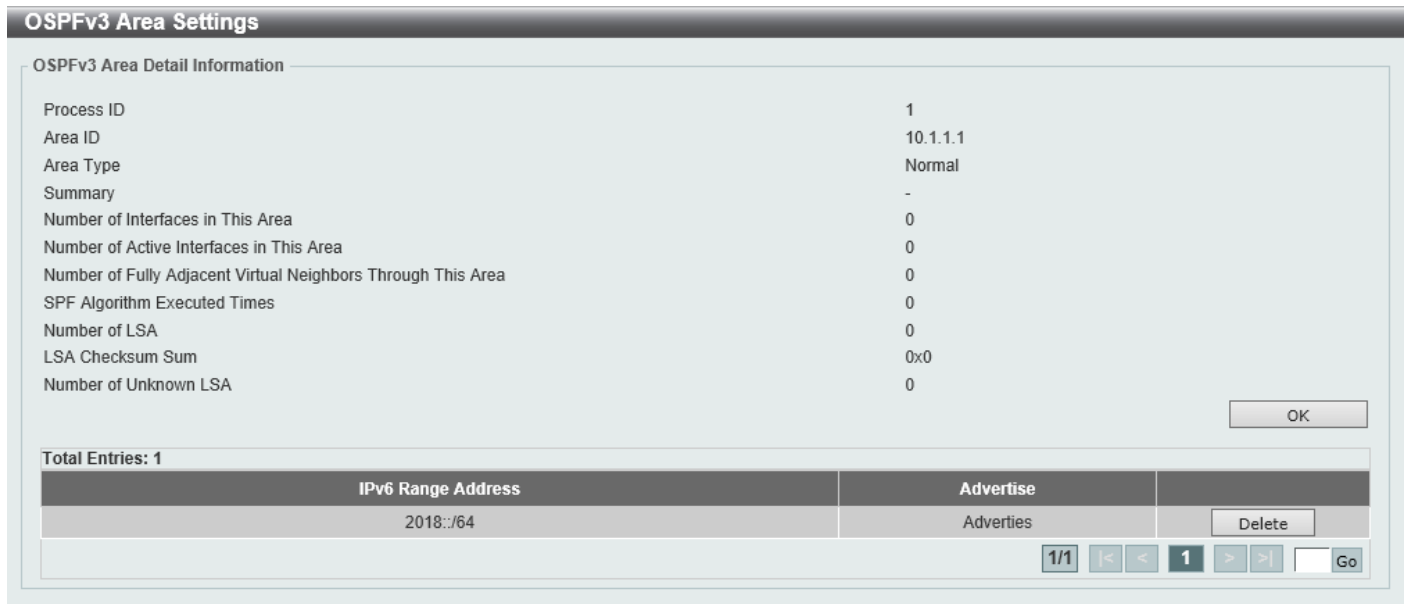 OSPFv3 Area Settings
OSPFv3 Area Detail Information
Process ID 1
Area ID 10.1.1.1
Area Type Normal
Summary -
Number of Interfaces in This Area 0
Number of Active Interfaces in This Area 0
Number of Fully Adjacent Virtual Neighbors Through This Area 0
SPF Algorithm Executed Times 0
Number of LSA 0
LSA Checksum Sum 0x0
Number of Unknown LSA 0
OK
Total Entries: 1
IPv6 Range Address Advertise
2018::/64 Adverties Delete
1/1 |< < 1 > >| Go